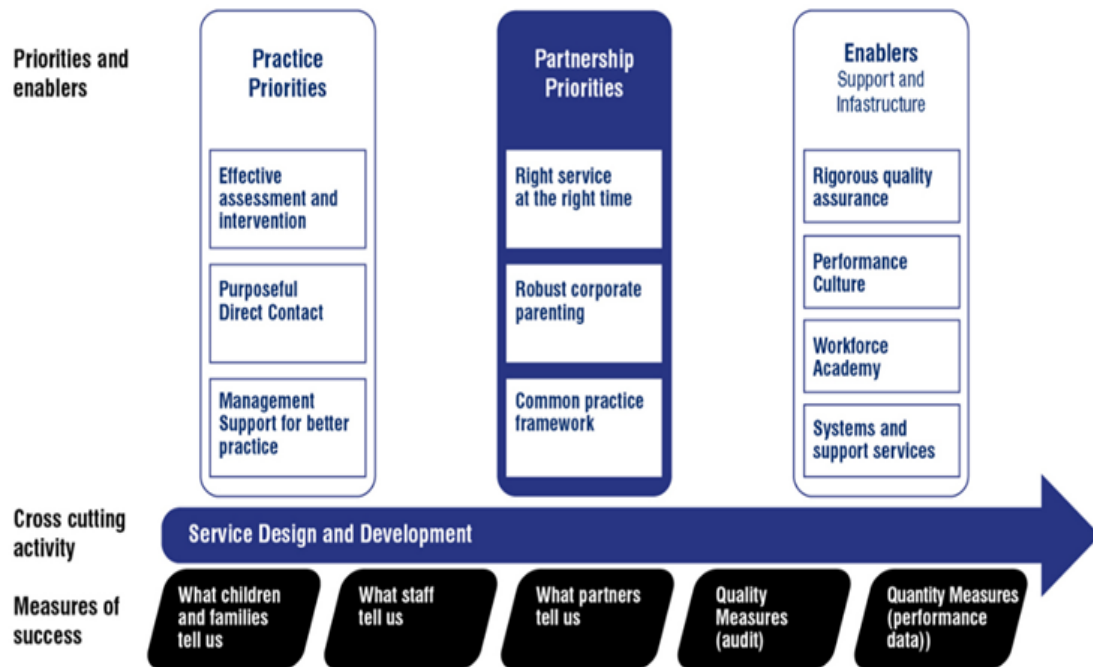 Priorities and
enablers
Practice
Priorities
Effective
assessment and
intervention
Purposeful
Direct Contact
Management
Support for better
practice
Partnership
Priorities
Right service
at the right time
Robust corporate
parenting
Common practice
framework
Enablers
Support and
Infastructure
Rigorous quality
assurance
Performance
Culture
Workforce
Academy
Systems and
support services
Cross cutting
activity
Service Design and Development
Measures of
success
What children
and families
tell us
What staff
tell us
What partners
tell us
Quality
Measures
(audit)
Quantity Measures
(performance
data))